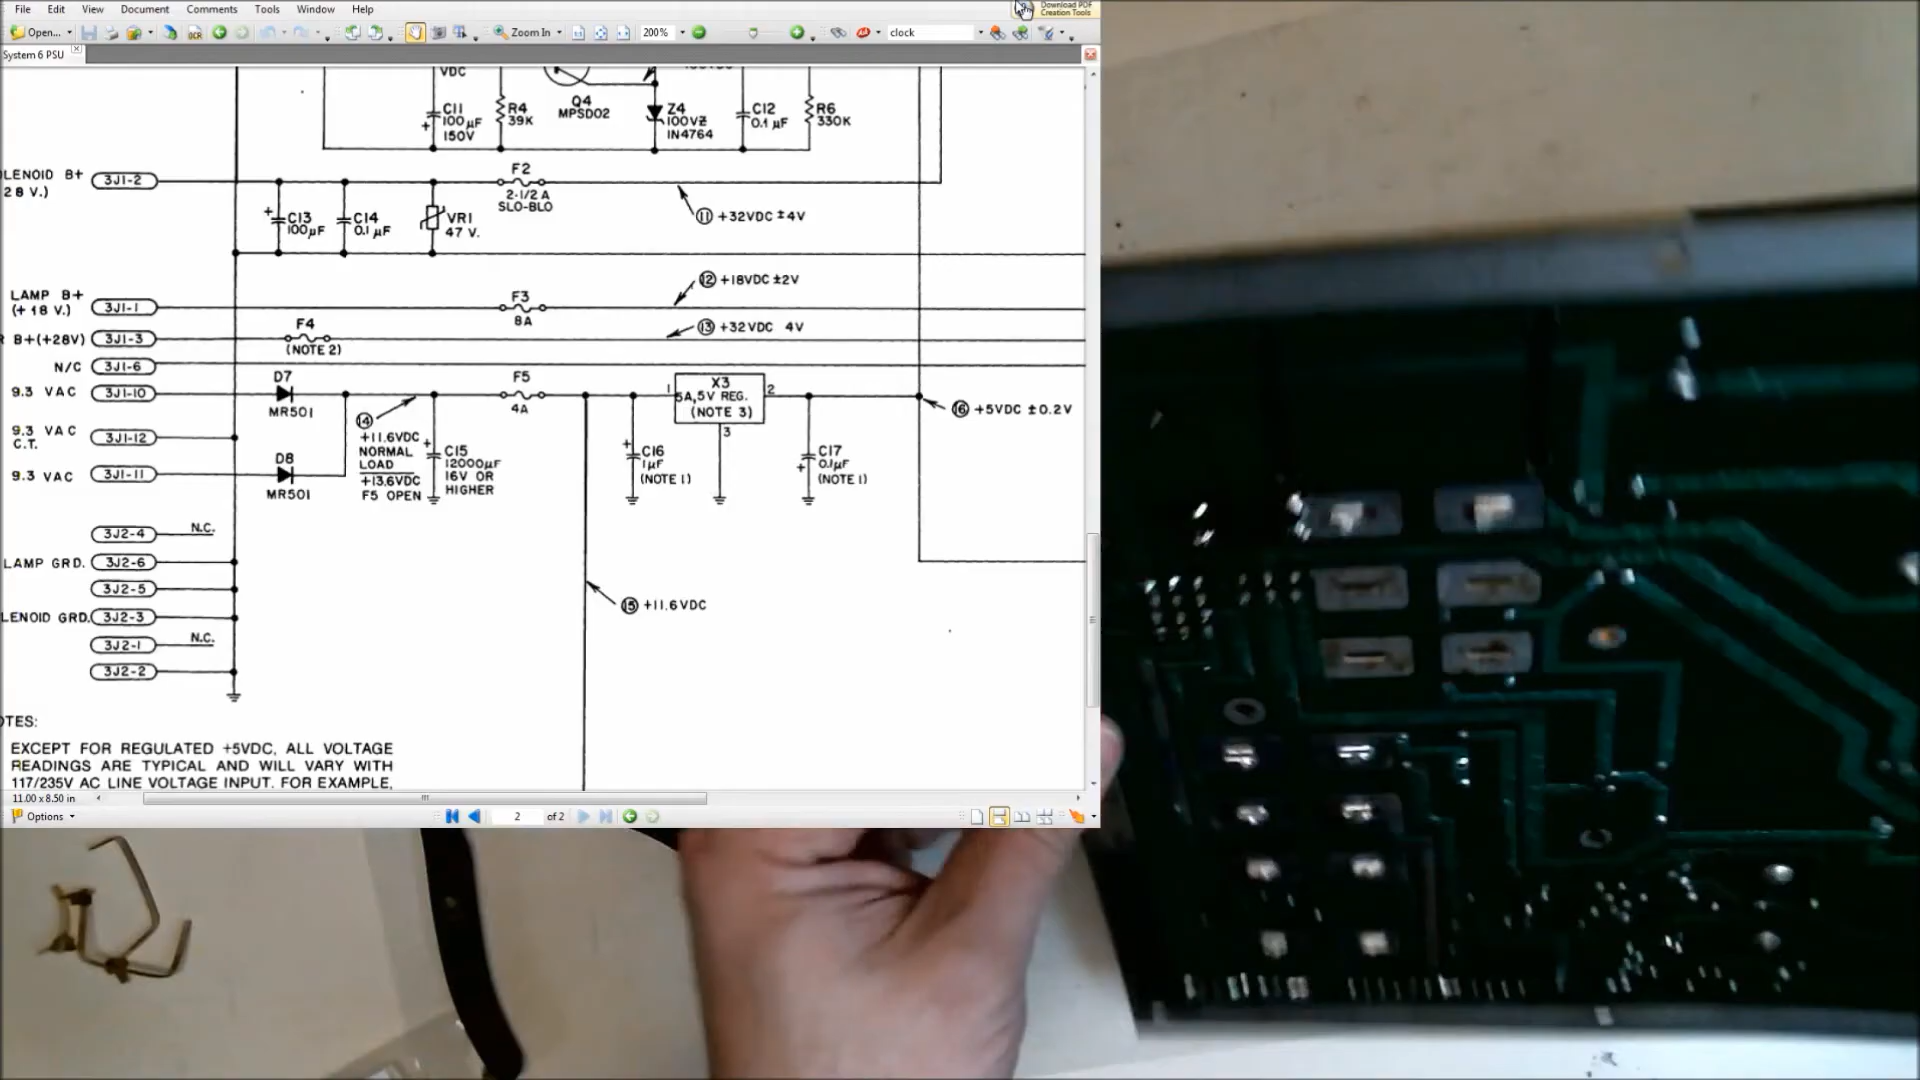 File Edit View Document Comments Tools Window Help
Download PDF
Creation Tools
Open...
OCR
Zoom In
200%
clock
System 6 PSU
VDC
C11
100µF
150V
R4
39K
Q4
MPSD02
Z4
100VZ
IN4764
C12
0.1 µF
R6
330K
LENOID B+
28 V.)
3J1-2
F2
2-1/2 A
SLO-BLO
11 +32VDC ±4V
C13
100µF
C14
0.1 µF
VR1
47 V.
12 +18VDC ±2V
LAMP B+
(+18 V.)
3J1-1
F3
8A
13 +32VDC 4V
B+(+28V)
3J1-3
F4
(NOTE 2)
N/C
3J1-6
9.3 VAC
3J1-10
D7
MR501
F5
4A
1
X3
5A,5V REG.
(NOTE 3)
2
3
16 +5VDC ±0.2V
14
+11.6VDC
NORMAL
LOAD
+13.6VDC
F5 OPEN
C15
12000µF
16V OR
HIGHER
C16
1µF
(NOTE 1)
C17
0.1µF
(NOTE 1)
9.3 VAC
C.T.
3J1-12
9.3 VAC
3J1-11
D8
MR501
3J2-4
N.C.
LAMP GRD.
3J2-6
3J2-5
15 +11.6VDC
LENOID GRD.
3J2-3
3J2-1
N.C.
3J2-2
OTES:
EXCEPT FOR REGULATED +5VDC, ALL VOLTAGE
READINGS ARE TYPICAL AND WILL VARY WITH
117/235V AC LINE VOLTAGE INPUT. FOR EXAMPLE,
11.00 x 8.50 in
Options
2 of 2